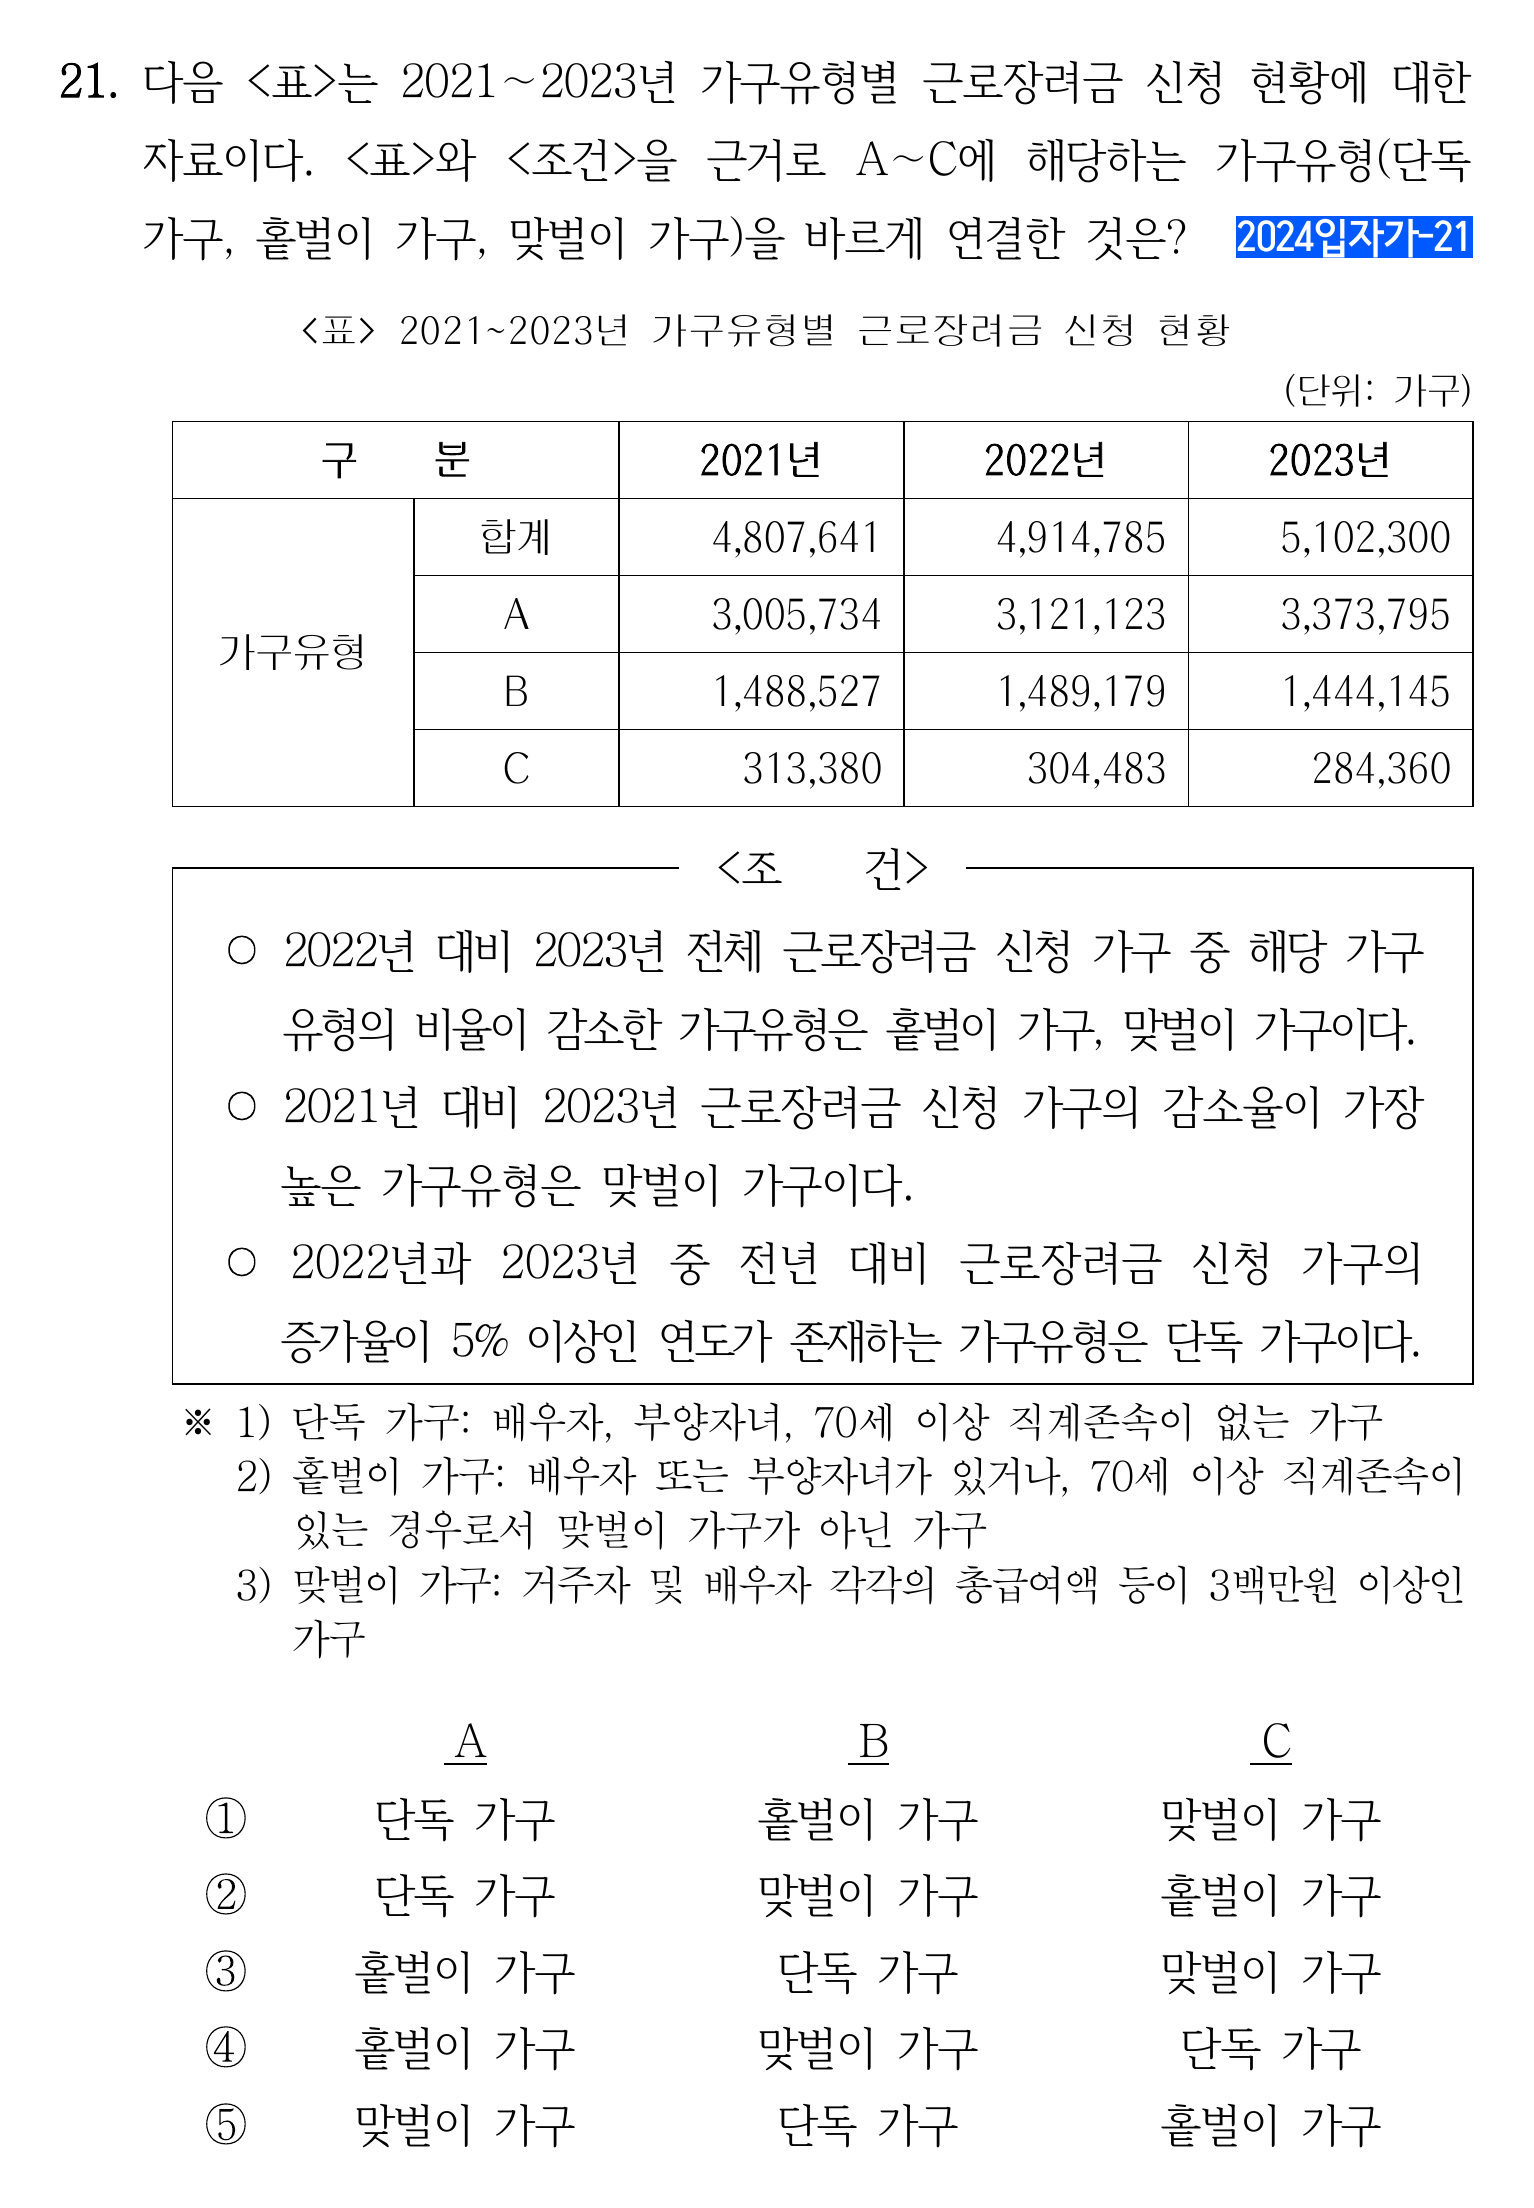 21. 다음 <표>는 2021～2023년 가구유형별 근로장려금 신청 현황에 대한
자료이다. <표>와 <조건>을 근거로 A～C에 해당하는 가구유형(단독
가구, 홑벌이 가구, 맞벌이 가구)을 바르게 연결한 것은? 2024입자가-21
<표> 2021~2023년 가구유형별 근로장려금 신청 현황
(단위: 가구)
구 분 2021년 2022년 2023년
가구유형 합계 4,807,641 4,914,785 5,102,300
A 3,005,734 3,121,123 3,373,795
B 1,488,527 1,489,179 1,444,145
C 313,380 304,483 284,360
<조 건>
○ 2022년 대비 2023년 전체 근로장려금 신청 가구 중 해당 가구
유형의 비율이 감소한 가구유형은 홑벌이 가구, 맞벌이 가구이다.
○ 2021년 대비 2023년 근로장려금 신청 가구의 감소율이 가장
높은 가구유형은 맞벌이 가구이다.
○ 2022년과 2023년 중 전년 대비 근로장려금 신청 가구의
증가율이 5% 이상인 연도가 존재하는 가구유형은 단독 가구이다.
※ 1) 단독 가구: 배우자, 부양자녀, 70세 이상 직계존속이 없는 가구
2) 홑벌이 가구: 배우자 또는 부양자녀가 있거나, 70세 이상 직계존속이
있는 경우로서 맞벌이 가구가 아닌 가구
3) 맞벌이 가구: 거주자 및 배우자 각각의 총급여액 등이 3백만원 이상인
가구
A B C
① 단독 가구 홑벌이 가구 맞벌이 가구
② 단독 가구 맞벌이 가구 홑벌이 가구
③ 홑벌이 가구 단독 가구 맞벌이 가구
④ 홑벌이 가구 맞벌이 가구 단독 가구
⑤ 맞벌이 가구 단독 가구 홑벌이 가구